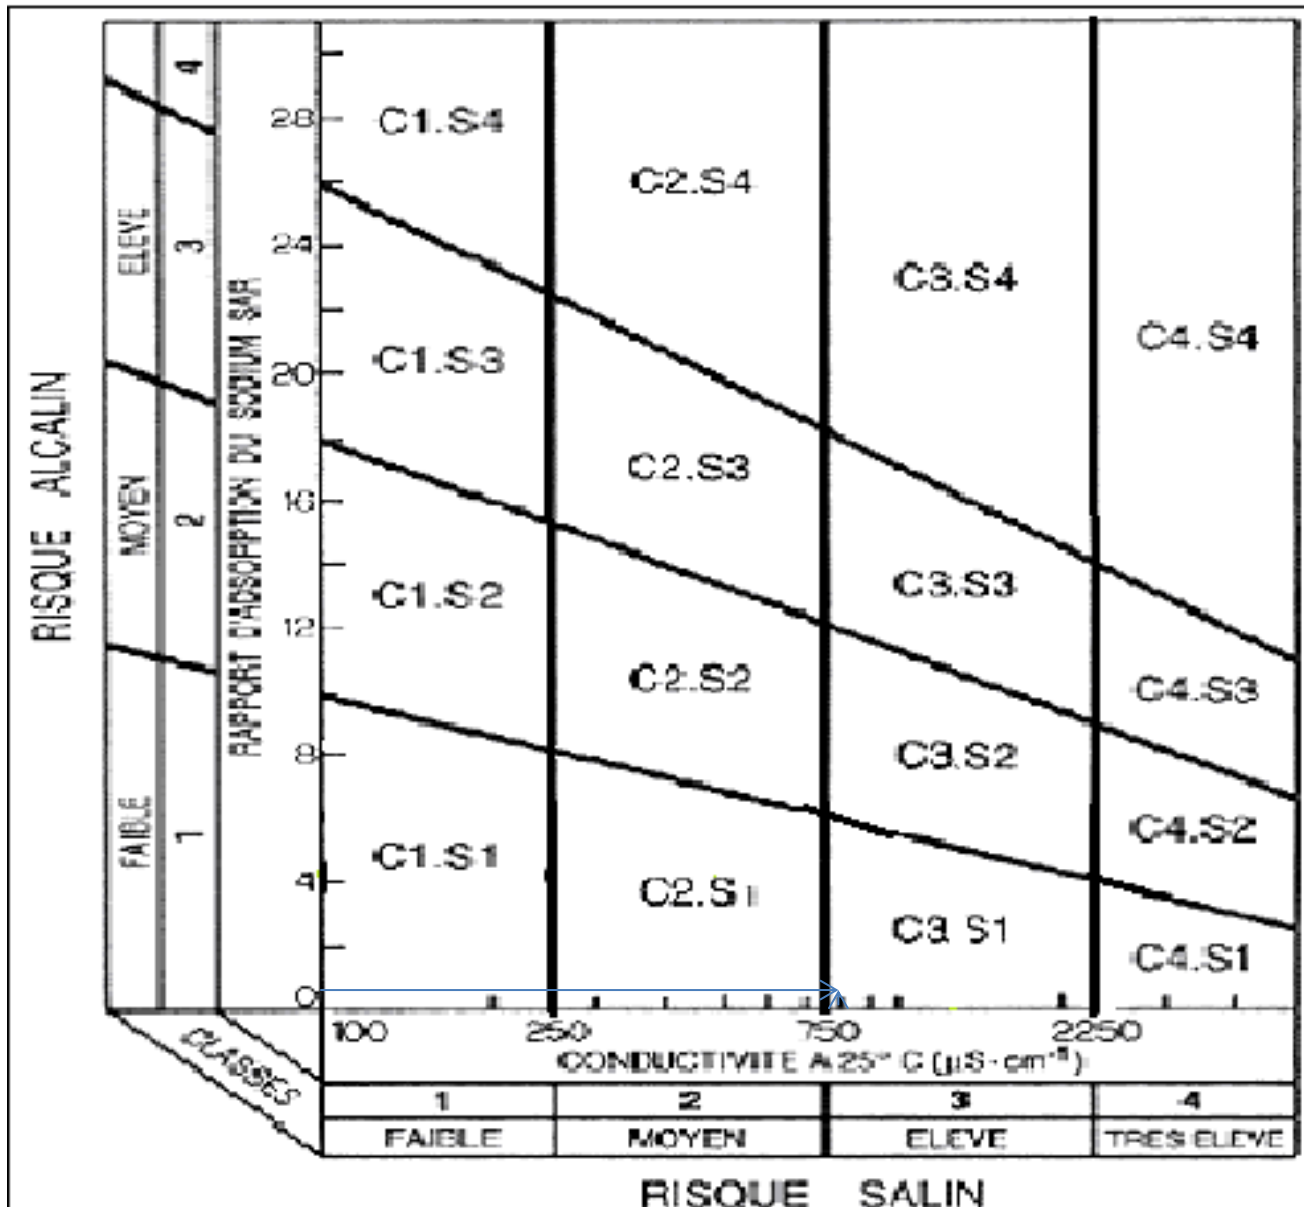 4
28
C1.S4
C2.S4
ELEVE
3
24
C3.S4
C4.S4
C1.S3
20
RISQUE ALCALIN
RAPPORT D'ADSORPTION DU SODIUM SAR
C2.S3
MOYEN
2
16
C1.S2
C3.S3
12
C2.S2
C4.S3
8
C3.S2
C4.S2
FAIBLE
1
C1.S1
4
C2.S1
C3 S1
C4.S1
0
100 250 750 2250
CLASSES
CONDUCTIVITE A 25° C (µS·cm⁻¹)
1 2 3 4
FAIBLE MOYEN ELEVE TRES ELEVE
RISQUE SALIN